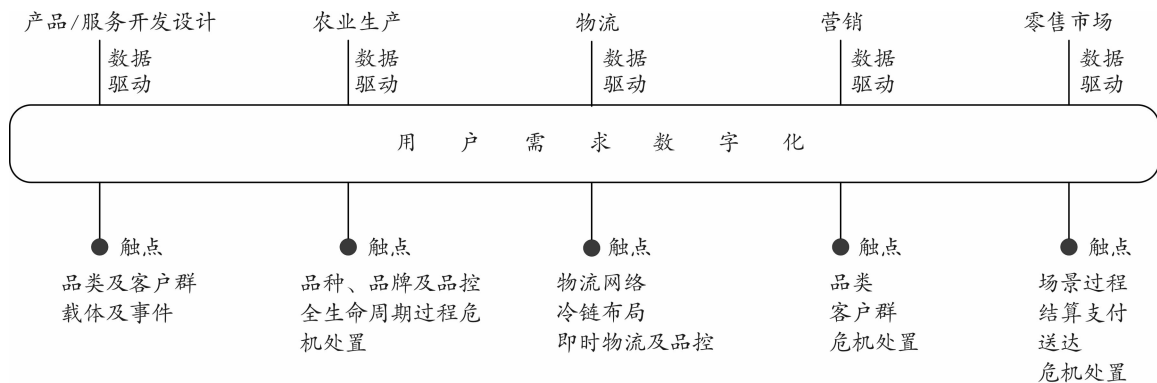 产品/服务开发设计
农业生产
物流
营销
零售市场
数据
驱动
数据
驱动
数据
驱动
数据
驱动
数据
驱动
用户需求数字化
触点
品类及客户群
载体及事件
触点
品种、品牌及品控
全生命周期过程危
机处置
触点
物流网络
冷链布局
即时物流及品控
触点
品类
客户群
危机处置
触点
场景过程
结算支付
送达
危机处置